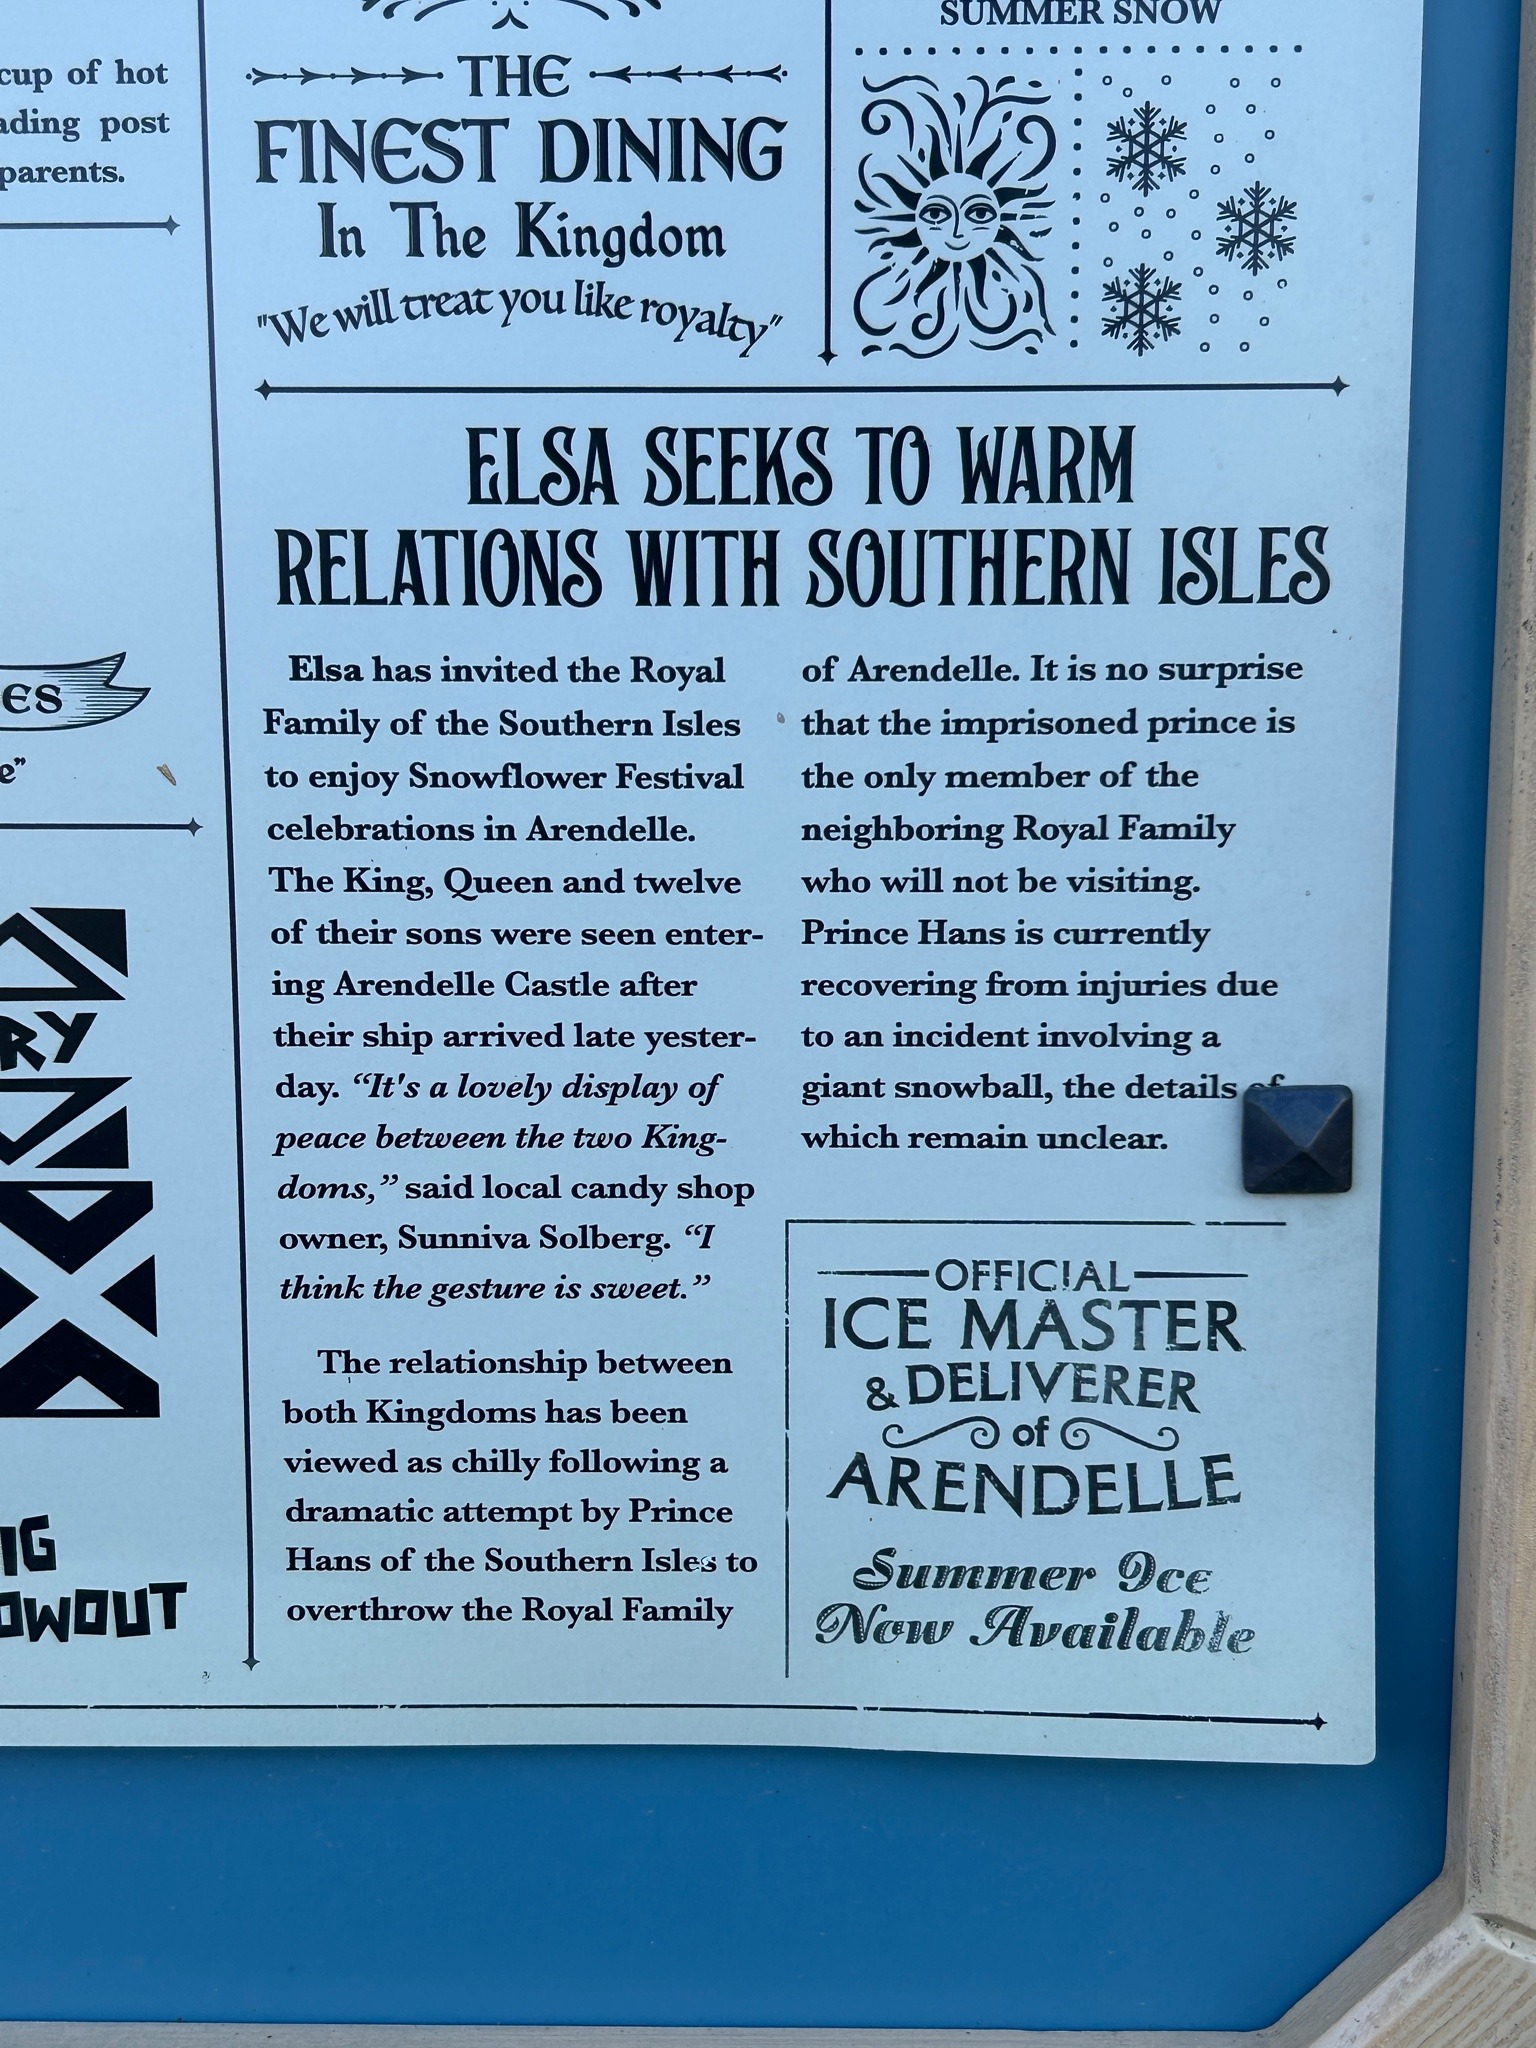 cup of hot
post
parents.
THE
FINEST DINING
In The Kingdom
"We will treat you like royalty"
SUMMER SNOW
ELSA SEEKS TO WARM
RELATIONS WITH SOUTHERN ISLES
Elsa has invited the Royal
Family of the Southern Isles
to enjoy Snowflower Festival
celebrations in Arendelle.
The King, Queen and twelve
of their sons were seen enter-
ing Arendelle Castle after
their ship arrived late yester-
day. “It's a lovely display of
peace between the two King-
doms,” said local candy shop
owner, Sunniva Solberg. “I
think the gesture is sweet.”
The relationship between
both Kingdoms has been
viewed as chilly following a
dramatic attempt by Prince
Hans of the Southern Isles to
overthrow the Royal Family
of Arendelle. It is no surprise
that the imprisoned prince is
the only member of the
neighboring Royal Family
who will not be visiting.
Prince Hans is currently
recovering from injuries due
to an incident involving a
giant snowball, the details of
which remain unclear.
OFFICIAL
ICE MASTER
& DELIVERER
of
ARENDELLE
Summer Ice
Now Available